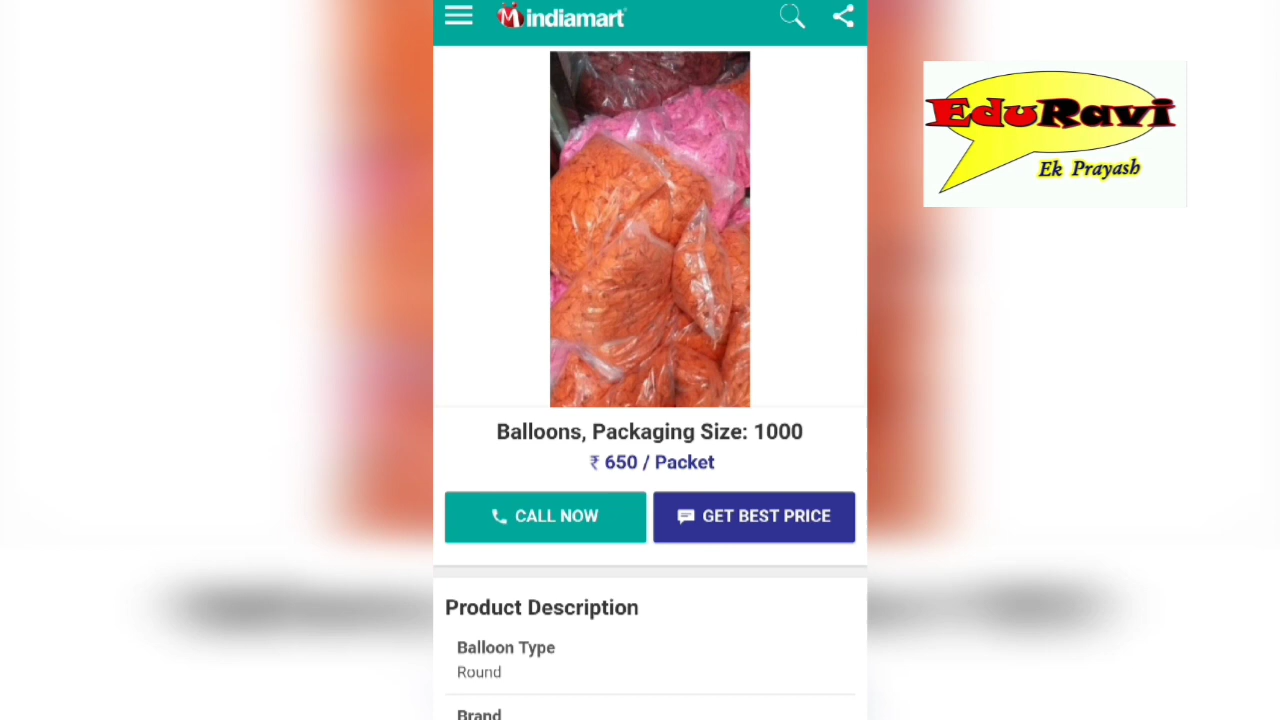 indiamart
EduRavi
Ek Prayash
Balloons, Packaging Size: 1000
₹ 650 / Packet
CALL NOW
GET BEST PRICE
Product Description
Balloon Type
Round
Brand